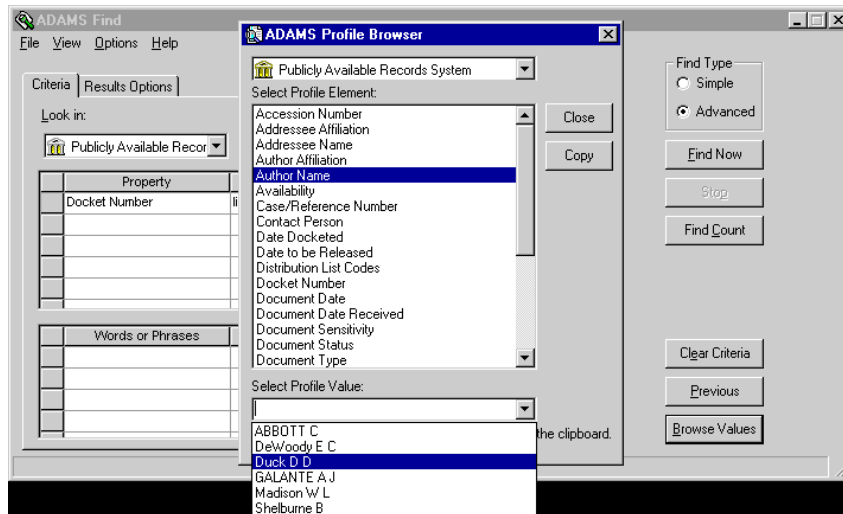 ADAMS Find
File View Options Help
Criteria
Results Options
Look in:
Publicly Available Recor
Property
Docket Number
li
Words or Phrases
ADAMS Profile Browser
Publicly Available Records System
Select Profile Element:
Accession Number
Addressee Affiliation
Addressee Name
Author Affiliation
Author Name
Availability
Case/Reference Number
Contact Person
Date Docketed
Date to be Released
Distribution List Codes
Docket Number
Document Date
Document Date Received
Document Sensitivity
Document Status
Document Type
Close
Copy
Select Profile Value:
the clipboard.
ABBOTT C
DeWoody E C
Duck D D
GALANTE A J
Madison W L
Shelburne B
Find Type
Simple
Advanced
Find Now
Stop
Find Count
Clear Criteria
Previous
Browse Values